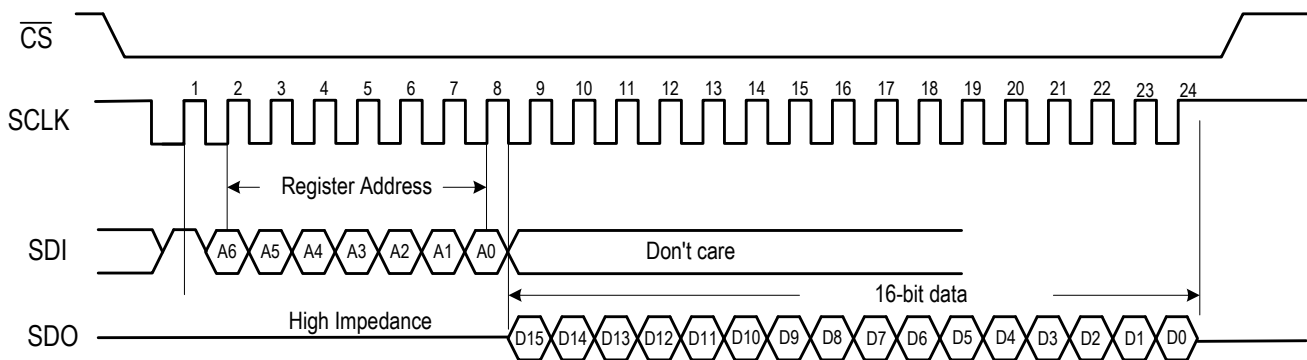 CS
SCLK 1 2 3 4 5 6 7 8 9 10 11 12 13 14 15 16 17 18 19 20 21 22 23 24
Register Address
SDI A6 A5 A4 A3 A2 A1 A0 Don't care
16-bit data
High Impedance
SDO D15 D14 D13 D12 D11 D10 D9 D8 D7 D6 D5 D4 D3 D2 D1 D0